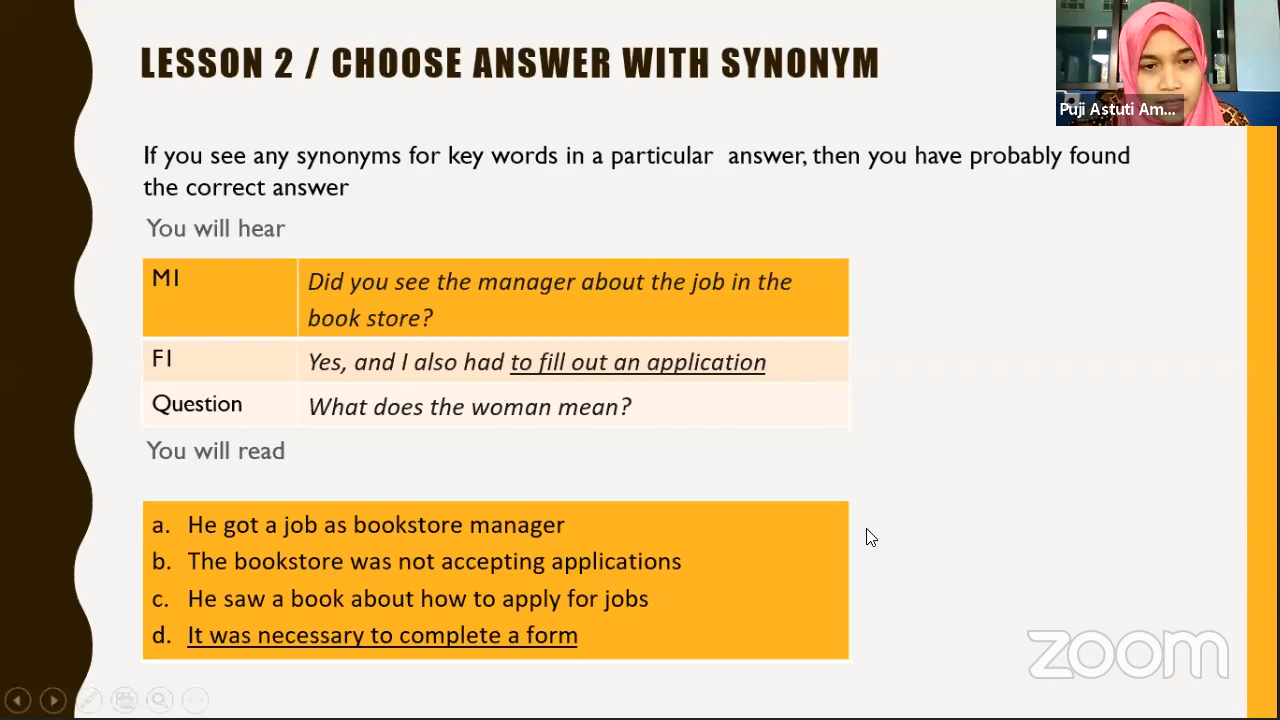 LESSON 2 / CHOOSE ANSWER WITH SYNONYM
Puji Astuti Am...
If you see any synonyms for key words in a particular answer, then you have probably found
the correct answer
You will hear
M1
Did you see the manager about the job in the
book store?
F1
Yes, and I also had to fill out an application
Question
What does the woman mean?
You will read
a. He got a job as bookstore manager
b. The bookstore was not accepting applications
c. He saw a book about how to apply for jobs
d. It was necessary to complete a form
zoom